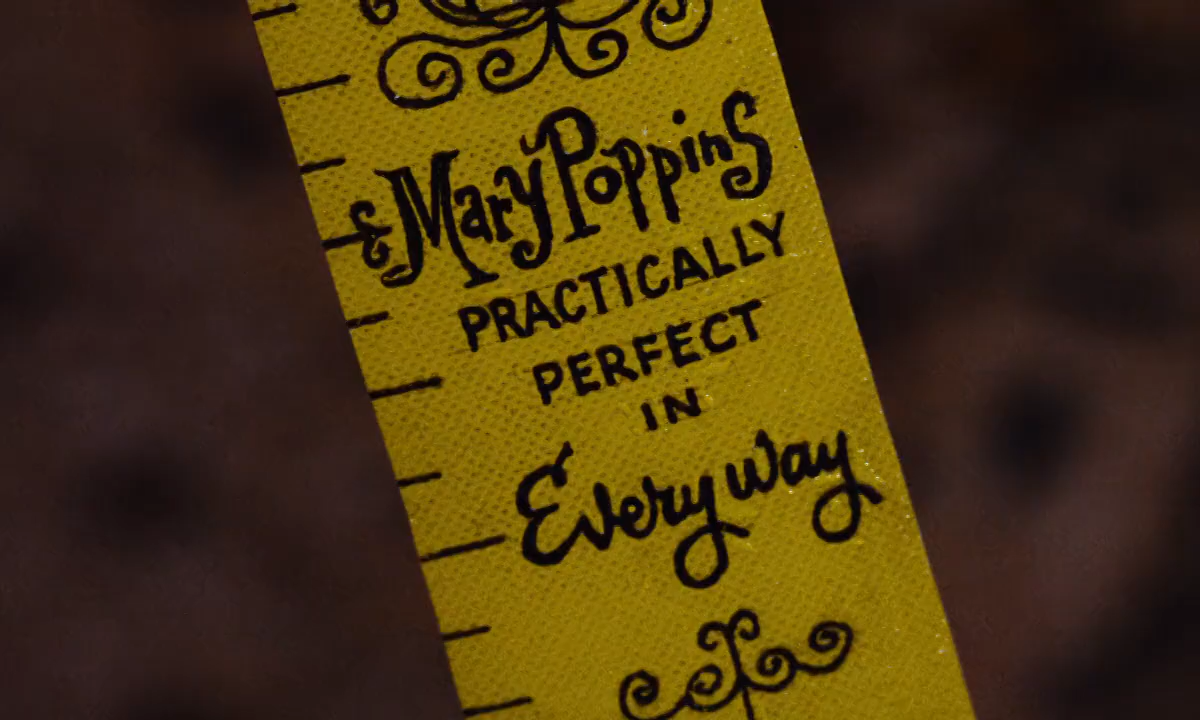 & Mary Poppins
PRACTICALLY
PERFECT
IN
Every way